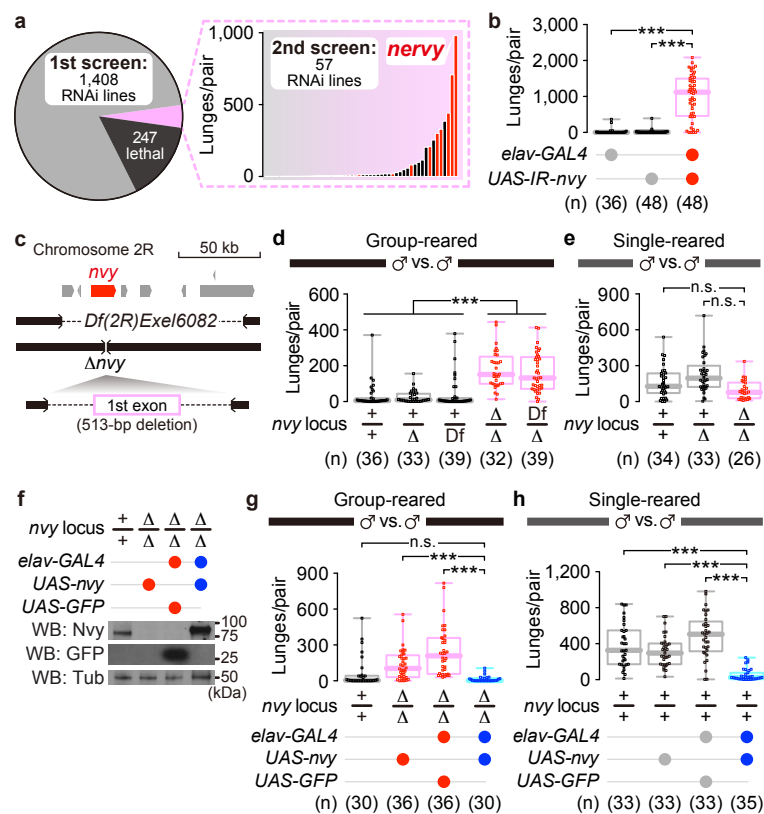 a
1st screen:
1,408
RNAi lines
247
lethal
Lunges/pair
1,000
500
0
2nd screen:
57
RNAi lines
nervy
b
Lunges/pair
3,000
2,000
1,000
0
***
***
elav-GAL4
UAS-IR-nvy
(n) (36) (48) (48)
c
Chromosome 2R
50 kb
nvy
Df(2R)Exel6082
Δnvy
1st exon
(513-bp deletion)
d
Group-reared
♂ vs. ♂
Lunges/pair
600
400
200
0
***
+ + + Δ Df
nvy locus
+ Δ Df Δ Δ
(n) (36) (33) (39) (32) (39)
e
Single-reared
♂ vs. ♂
Lunges/pair
800
600
400
200
0
n.s.
n.s.
+ + Δ
nvy locus
+ Δ Δ
(n) (34) (33) (26)
f
+ Δ Δ Δ
nvy locus
+ Δ Δ Δ
elav-GAL4
UAS-nvy
UAS-GFP
WB: Nvy
100
75
WB: GFP
25
WB: Tub
50
(kDa)
g
Group-reared
♂ vs. ♂
Lunges/pair
900
600
300
0
n.s.
***
***
+ Δ Δ Δ
nvy locus
+ Δ Δ Δ
elav-GAL4
UAS-nvy
UAS-GFP
(n) (30) (36) (36) (30)
h
Single-reared
♂ vs. ♂
Lunges/pair
1,200
800
400
0
***
***
***
+ + + +
nvy locus
+ + + +
elav-GAL4
UAS-nvy
UAS-GFP
(n) (33) (33) (33) (35)